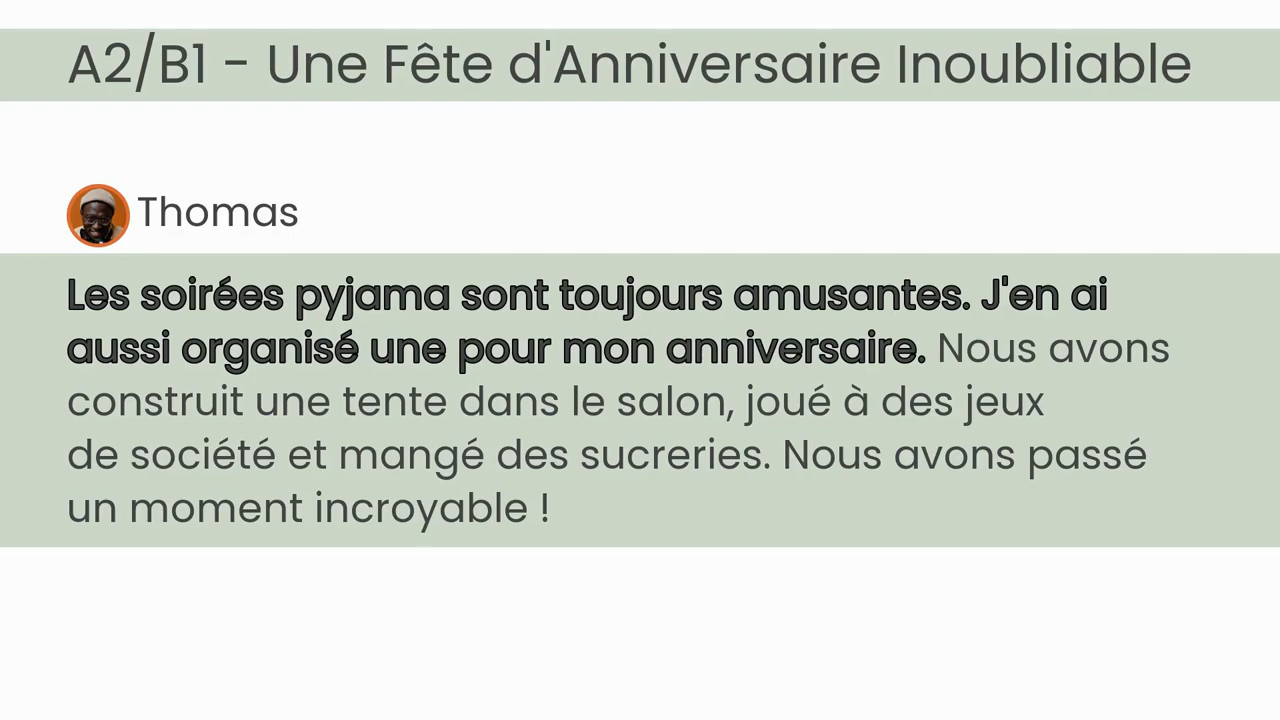 A2/B1 - Une Fête d'Anniversaire Inoubliable
Thomas
Les soirées pyjama sont toujours amusantes. J'en ai
aussi organisé une pour mon anniversaire. Nous avons
construit une tente dans le salon, joué à des jeux
de société et mangé des sucreries. Nous avons passé
un moment incroyable !